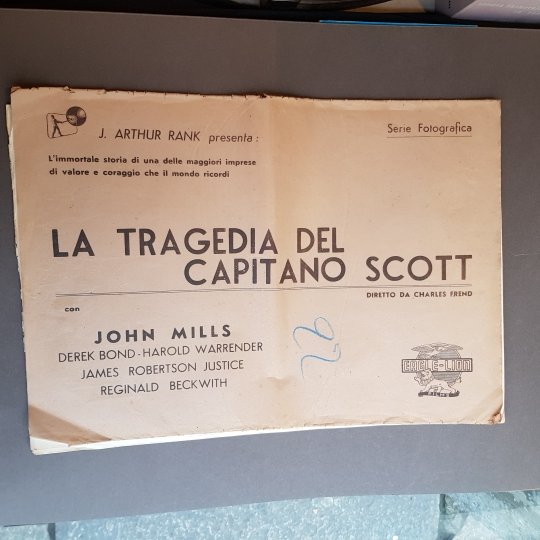 J. ARTHUR RANK presenta :
Serie Fotografica
L'immortale storia di una delle maggiori imprese
di valore e coraggio che il mondo ricordi
LA TRAGEDIA DEL
CAPITANO SCOTT
DIRETTO DA CHARLES FREND
con
JOHN MILLS
DEREK BOND - HAROLD WARRENDER
JAMES ROBERTSON JUSTICE
REGINALD BECKWITH
22
EAGLE-LION
FILMS